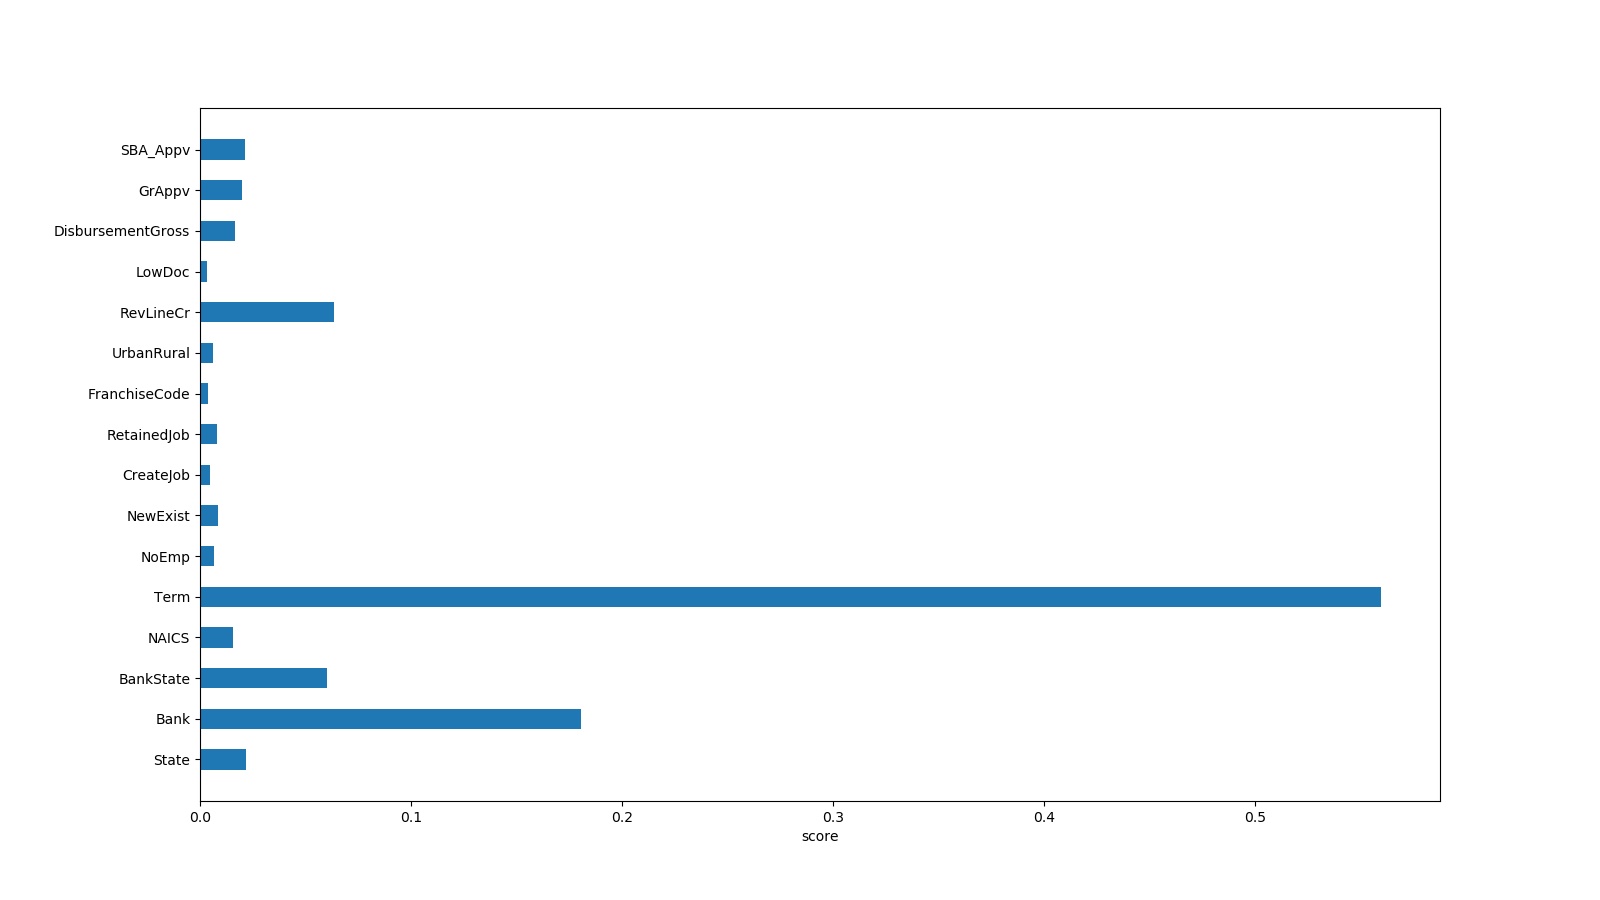 SBA_Appv
GrAppv
DisbursementGross
LowDoc
RevLineCr
UrbanRural
FranchiseCode
RetainedJob
CreateJob
NewExist
NoEmp
Term
NAICS
BankState
Bank
State
0.0 0.1 0.2 0.3 0.4 0.5
score